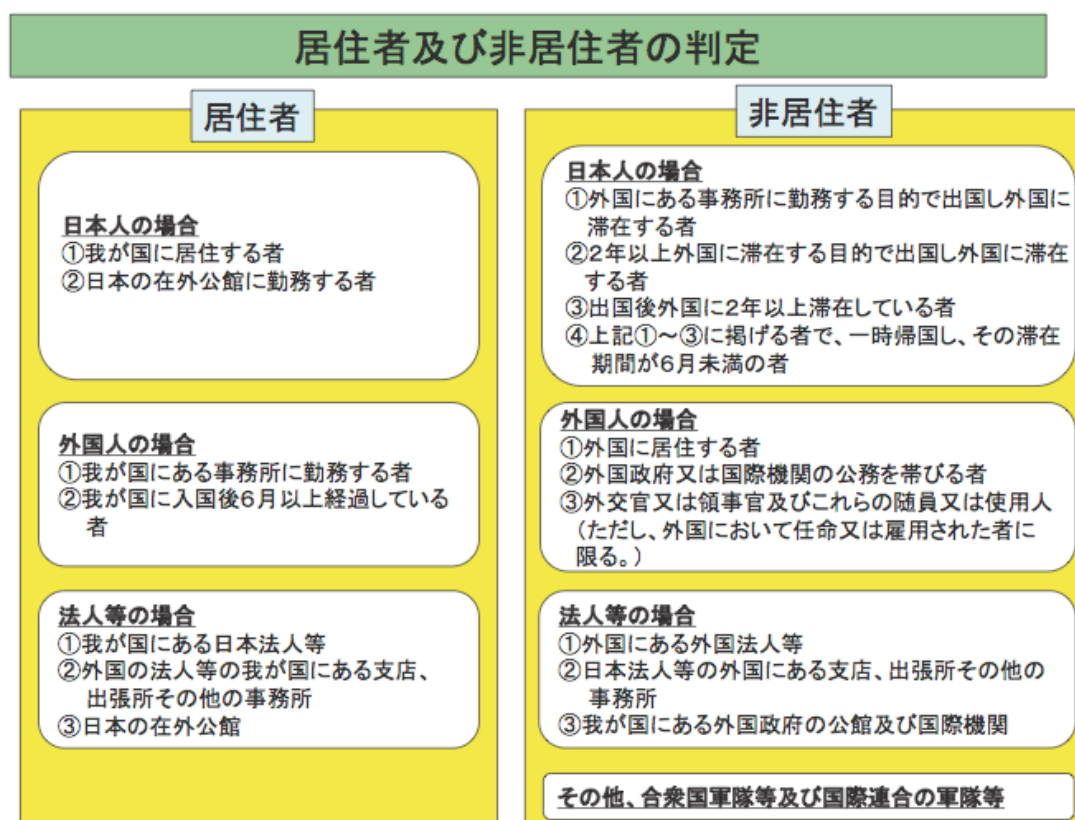 居住者及び非居住者の判定
居住者
日本人の場合
①我が国に居住する者
②日本の在外公館に勤務する者
外国人の場合
①我が国にある事務所に勤務する者
②我が国に入国後6月以上経過している
者
法人等の場合
①我が国にある日本法人等
②外国の法人等の我が国にある支店、
出張所その他の事務所
③日本の在外公館
非居住者
日本人の場合
①外国にある事務所に勤務する目的で出国し外国に
滞在する者
②2年以上外国に滞在する目的で出国し外国に滞在
する者
③出国後外国に2年以上滞在している者
④上記①～③に掲げる者で、一時帰国し、その滞在
期間が6月未満の者
外国人の場合
①外国に居住する者
②外国政府又は国際機関の公務を帯びる者
③外交官又は領事官及びこれらの随員又は使用人
（ただし、外国において任命又は雇用された者に
限る。）
法人等の場合
①外国にある外国法人等
②日本法人等の外国にある支店、出張所その他の
事務所
③我が国にある外国政府の公館及び国際機関
その他、合衆国軍隊等及び国際連合の軍隊等